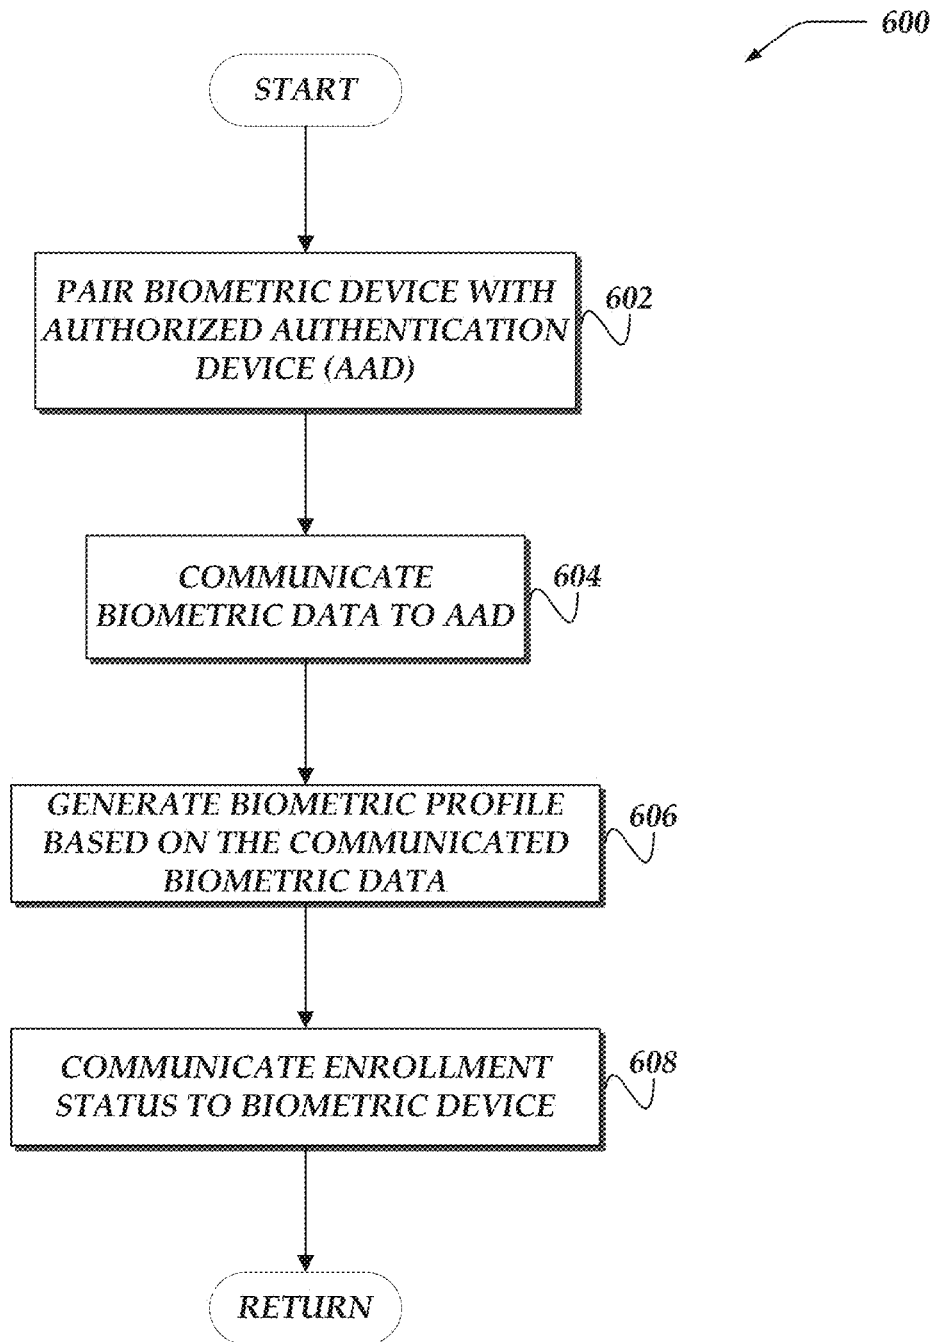 600
START
PAIR BIOMETRIC DEVICE WITH
AUTHORIZED AUTHENTICATION
DEVICE (AAD)
602
COMMUNICATE
BIOMETRIC DATA TO AAD
604
GENERATE BIOMETRIC PROFILE
BASED ON THE COMMUNICATED
BIOMETRIC DATA
606
COMMUNICATE ENROLLMENT
STATUS TO BIOMETRIC DEVICE
608
RETURN